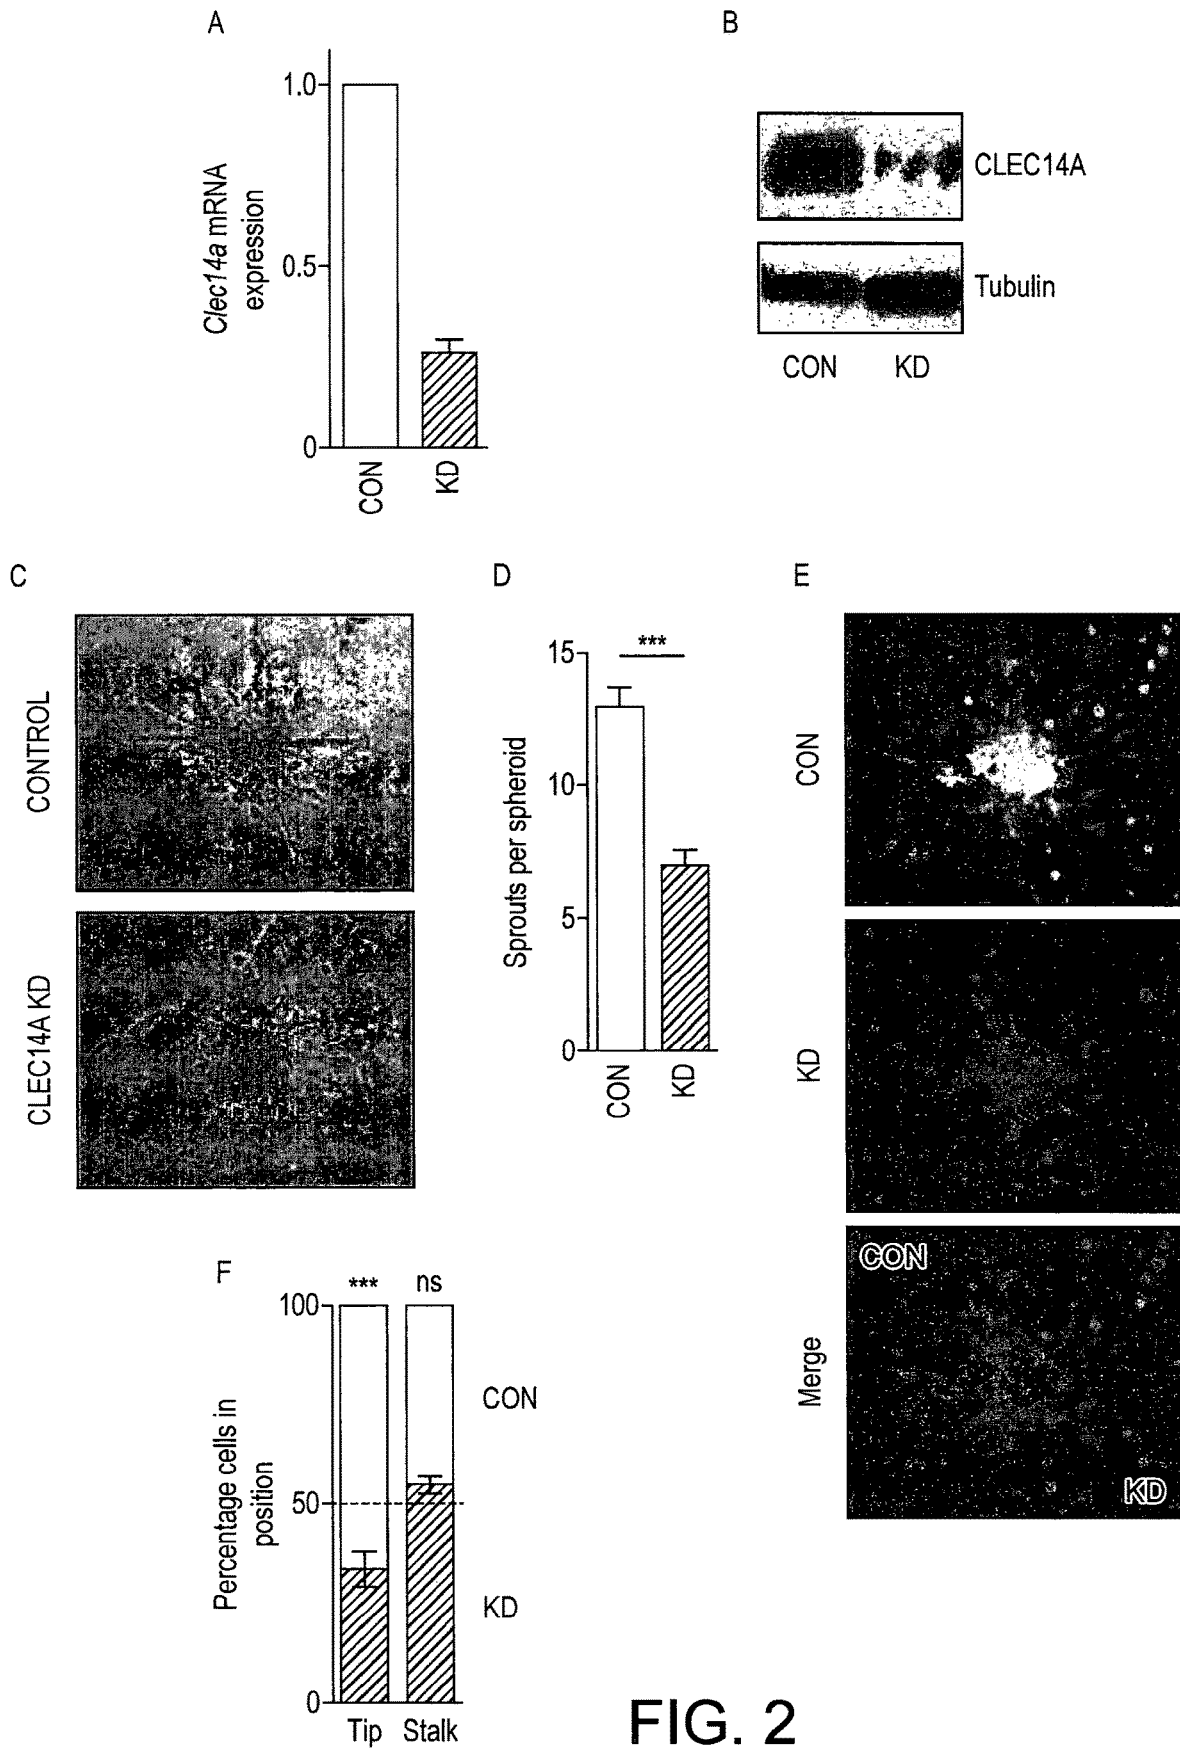 A
1.0
0.5
0
Clec14a mRNA
expression
CON
KD
B
CLEC14A
Tubulin
CON KD
C
CONTROL
CLEC14A KD
D
15
10
5
0
Sprouts per spheroid
***
CON
KD
E
CON
KD
Merge
CON
KD
F
*** ns
100
50
0
Percentage cells in
position
CON
KD
Tip Stalk
FIG. 2